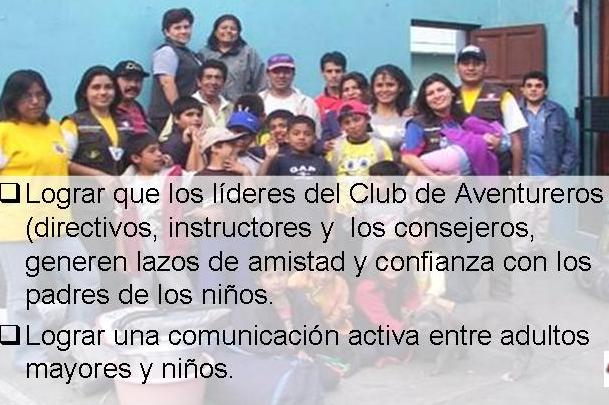 ❑Lograr que los líderes del Club de Aventureros
(directivos, instructores y  los consejeros,
generen lazos de amistad y confianza con los
padres de los niños.
❑Lograr una comunicación activa entre adultos
mayores y niños.